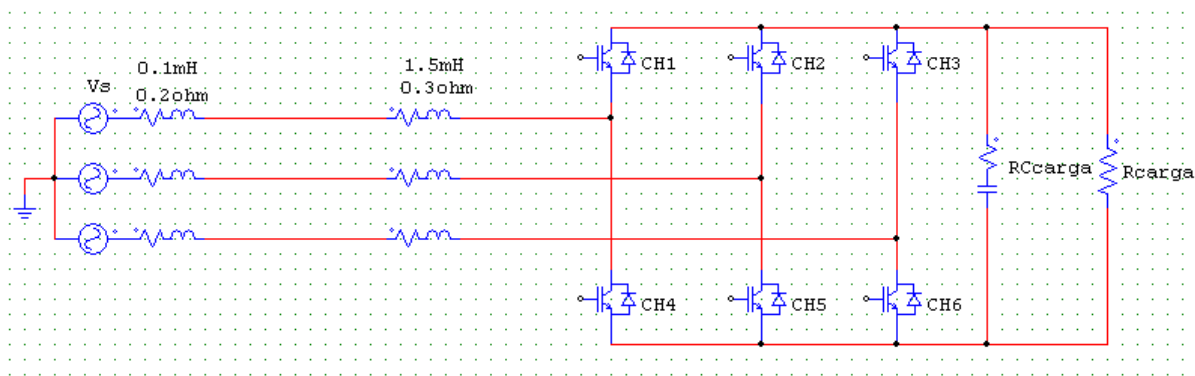 Vs
0.1mH
0.2ohm
1.5mH
0.3ohm
CH1
CH2
CH3
RCcarga
Rcarga
CH4
CH5
CH6